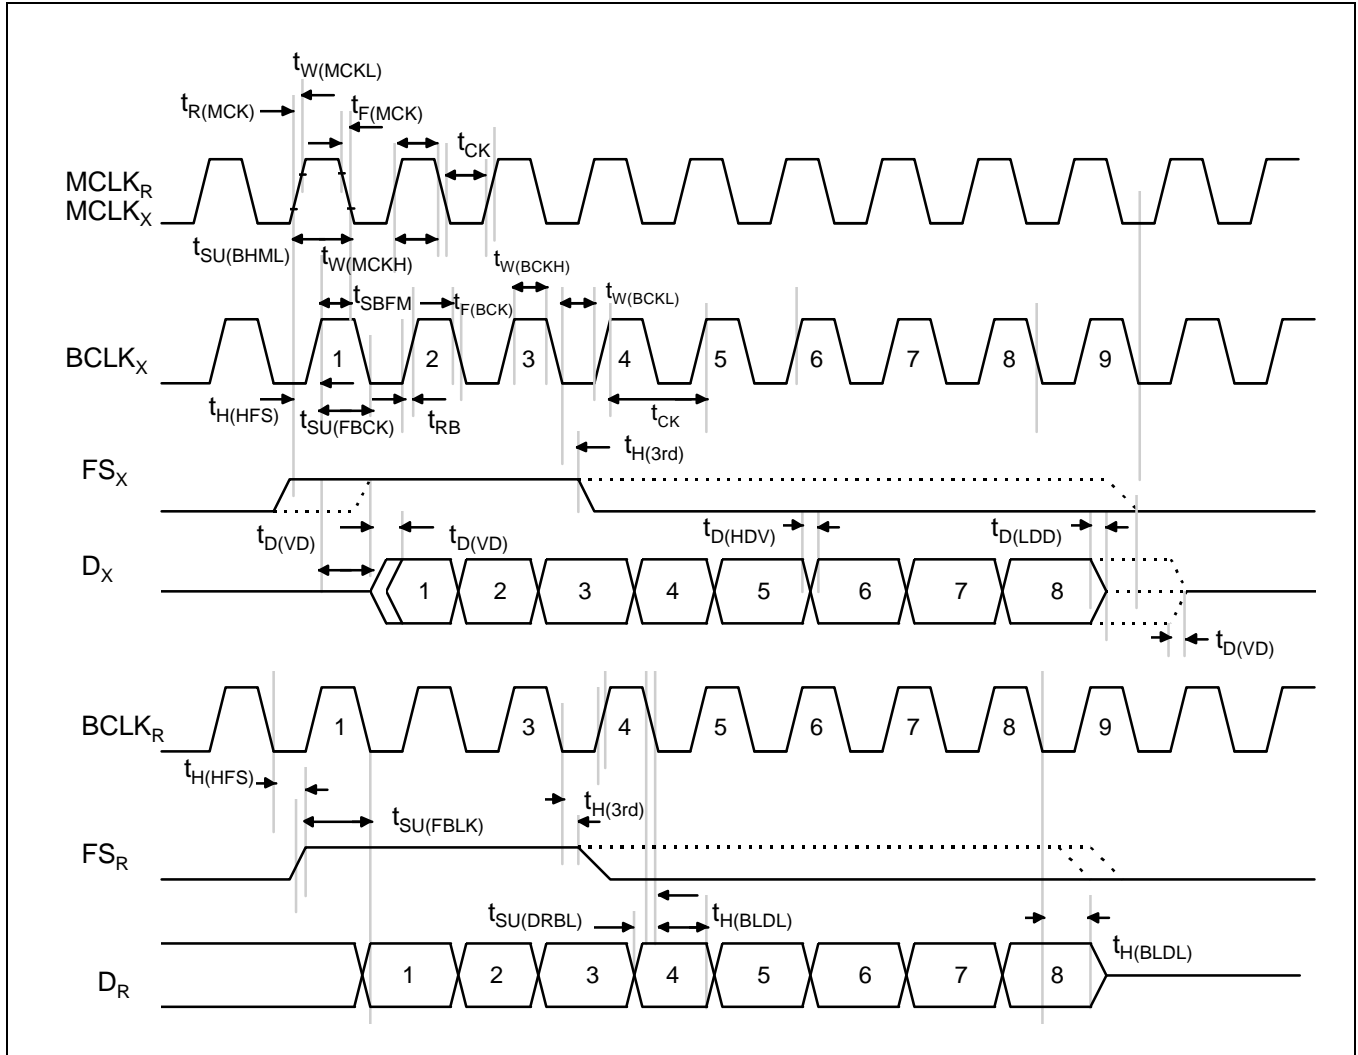 tW(MCKL)
tR(MCK)
tF(MCK)
tCK
MCLKR
MCLKX
tSU(BHML)
tW(MCKH)
tW(BCKH)
tSBFM
tF(BCK)
tW(BCKL)
BCLKX
1 2 3 4 5 6 7 8 9
tH(HFS)
tSU(FBCK)
tRB
tCK
tH(3rd)
FSX
tD(VD)
tD(VD)
tD(HDV)
tD(LDD)
DX
1 2 3 4 5 6 7 8
tD(VD)
BCLKR
1 3 4 5 6 7 8 9
tH(HFS)
tSU(FBLK)
tH(3rd)
FSR
tSU(DRBL)
tH(BLDL)
tH(BLDL)
DR
1 2 3 4 5 6 7 8